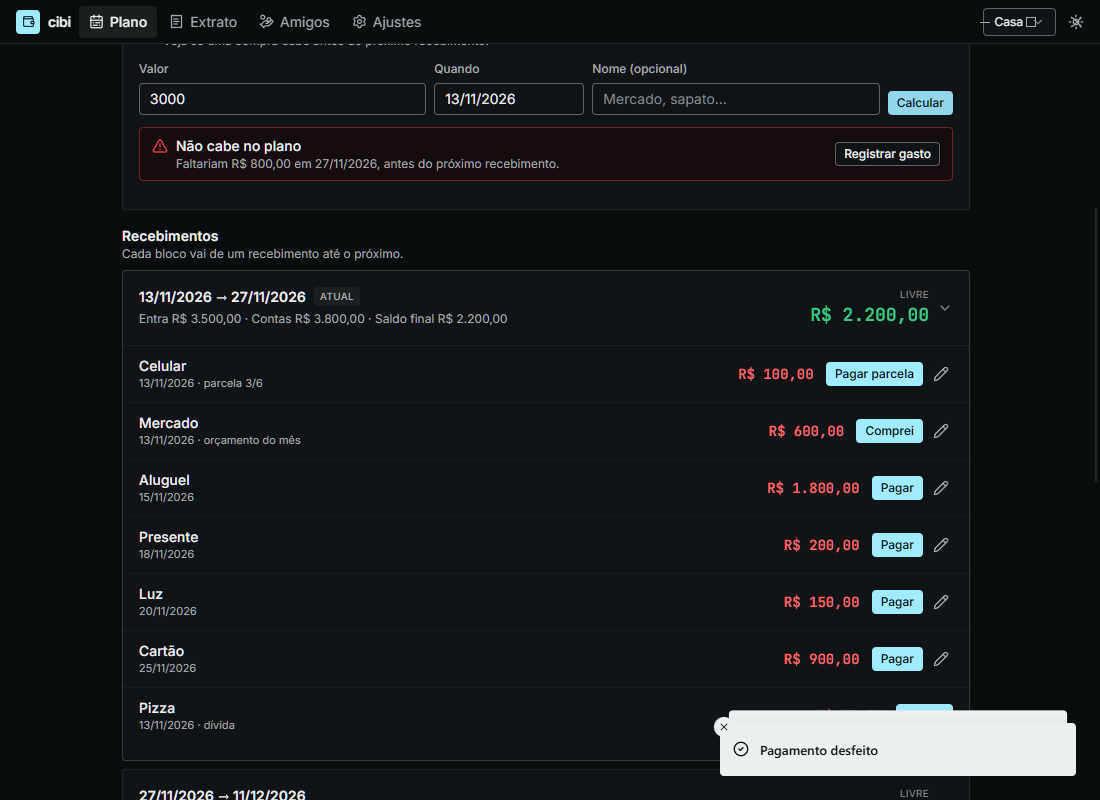 cibi
Plano
Extrato
Amigos
Ajustes
Casa
Valor
Quando
Nome (opcional)
3000
13/11/2026
Mercado, sapato...
Calcular
Não cabe no plano
Faltariam R$ 800,00 em 27/11/2026, antes do próximo recebimento.
Registrar gasto
Recebimentos
Cada bloco vai de um recebimento até o próximo.
13/11/2026 → 27/11/2026 ATUAL
Entra R$ 3.500,00 · Contas R$ 3.800,00 · Saldo final R$ 2.200,00
LIVRE
R$ 2.200,00
Celular
13/11/2026 · parcela 3/6
R$ 100,00
Pagar parcela
Mercado
13/11/2026 · orçamento do mês
R$ 600,00
Comprei
Aluguel
15/11/2026
R$ 1.800,00
Pagar
Presente
18/11/2026
R$ 200,00
Pagar
Luz
20/11/2026
R$ 150,00
Pagar
Cartão
25/11/2026
R$ 900,00
Pagar
Pizza
13/11/2026 · dívida
Pagamento desfeito
27/11/2026 → 11/12/2026
LIVRE